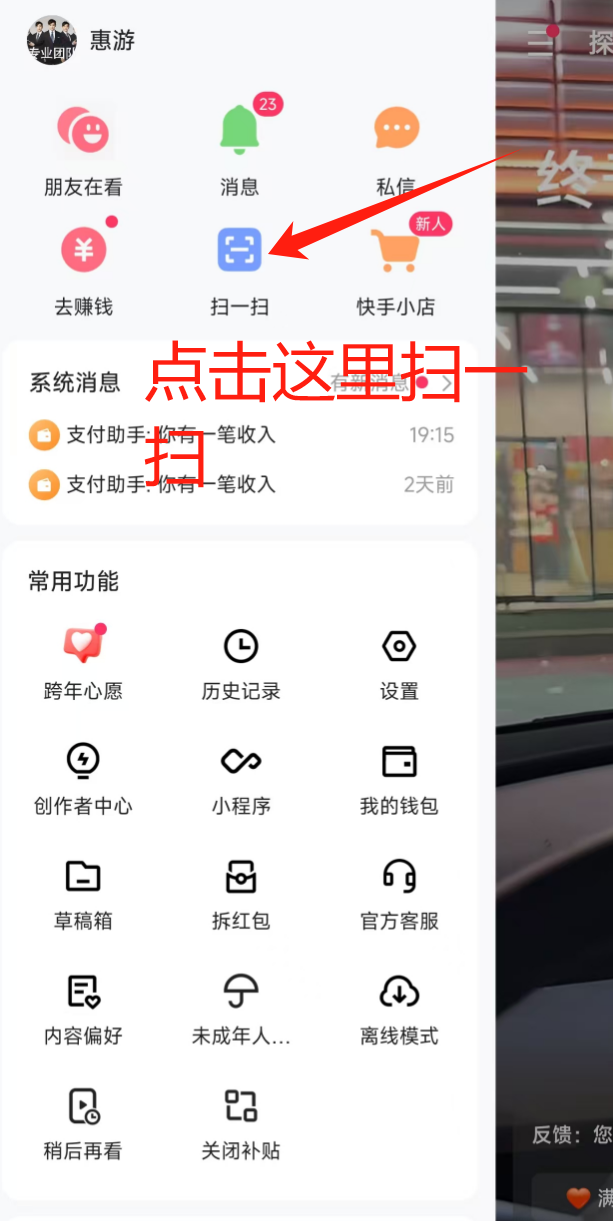 专业团队
惠游
探
23
朋友在看 消息 私信
终
新人
去赚钱 扫一扫 快手小店
点击这里扫一扫
系统消息 有新消息
支付助手: 你有一笔收入 19:15
支付助手: 你有一笔收入 2天前
常用功能
跨年心愿 历史记录 设置
创作者中心 小程序 我的钱包
草稿箱 拆红包 官方客服
内容偏好 未成年人... 离线模式
稍后再看 关闭补贴
反馈: 您
满